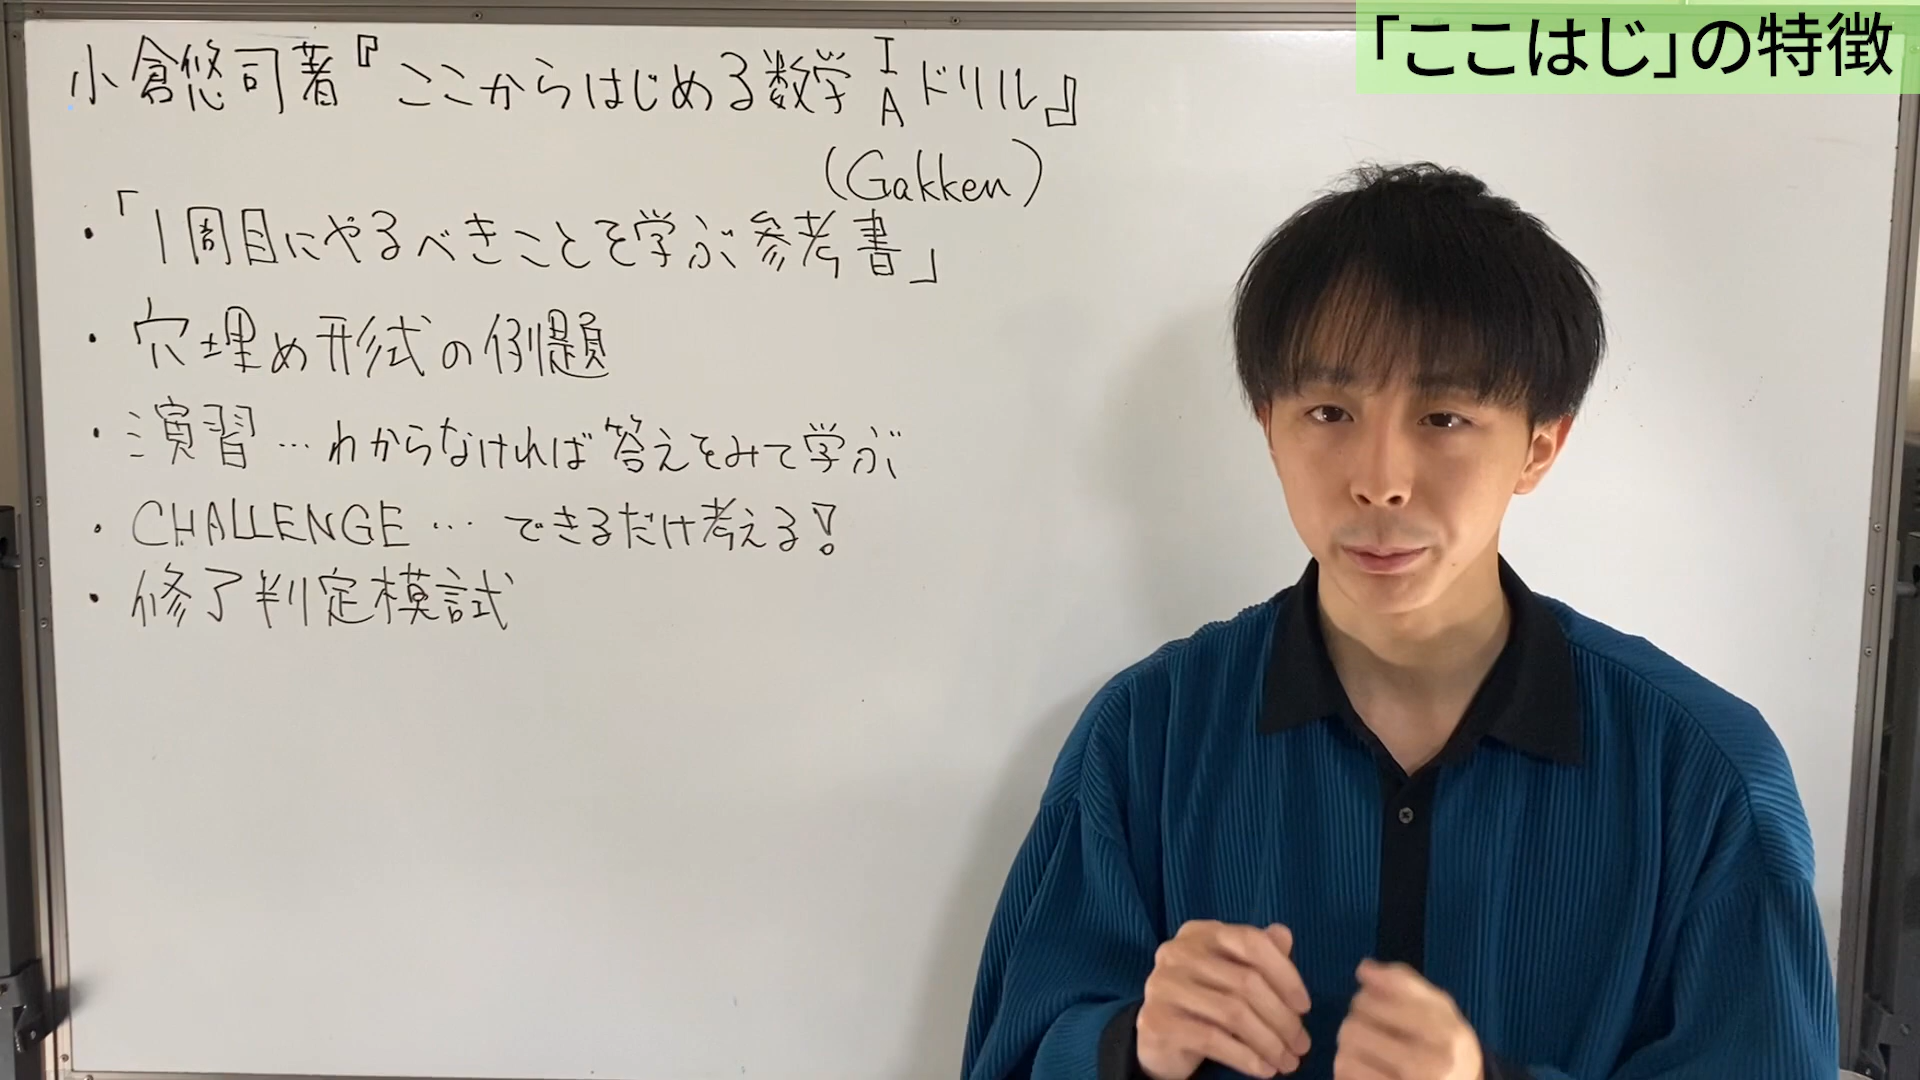 「ここはじ」の特徴
小倉悠司著『ここからはじめる数学ⅠAドリル』
(Gakken)
・「1周目にやるべきことを学ぶ参考書」
・穴埋め形式の例題
・演習…わからなければ答えをみて学ぶ
・CHALLENGE…できるだけ考える!
・修了判定模試